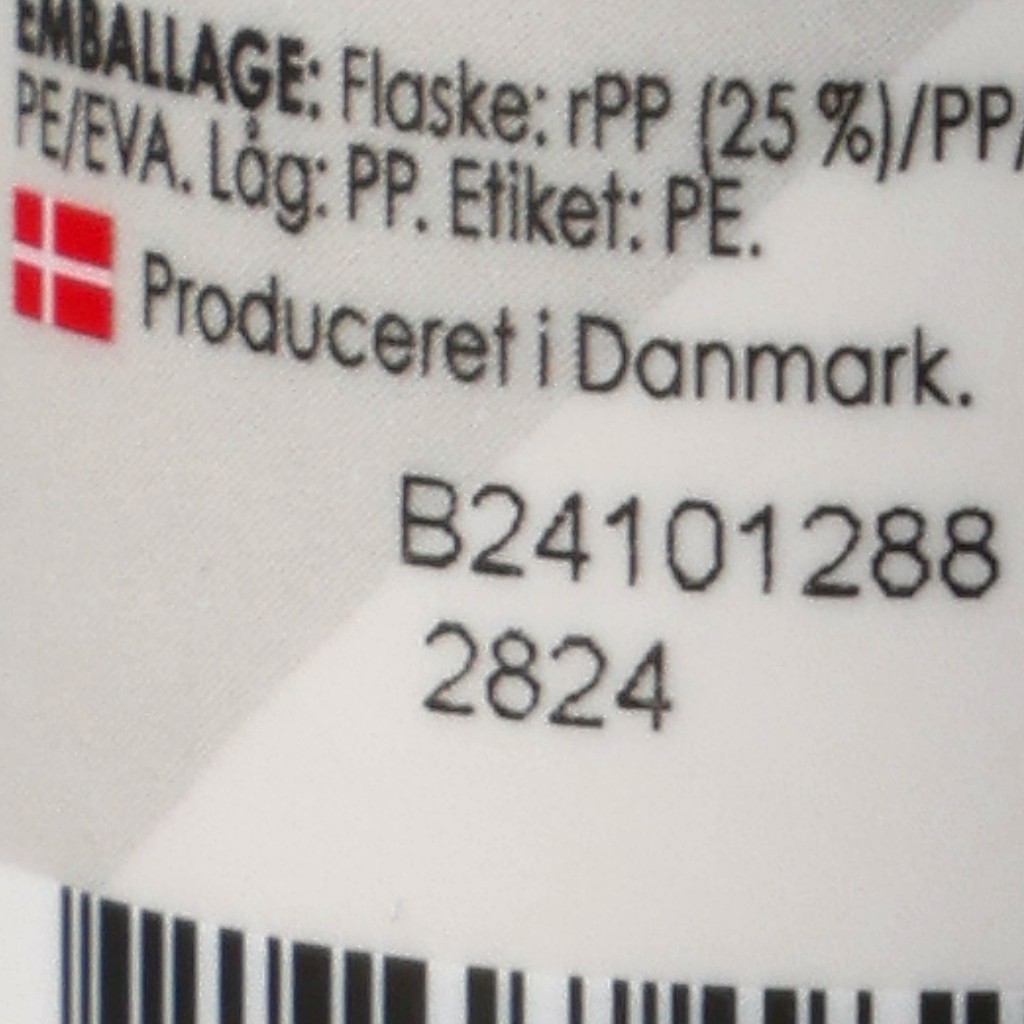 EMBALLAGE: Flaske: rPP (25 %)/PP/
PE/EVA. Låg: PP. Etiket: PE.
Produceret i Danmark.
B24101288
2824